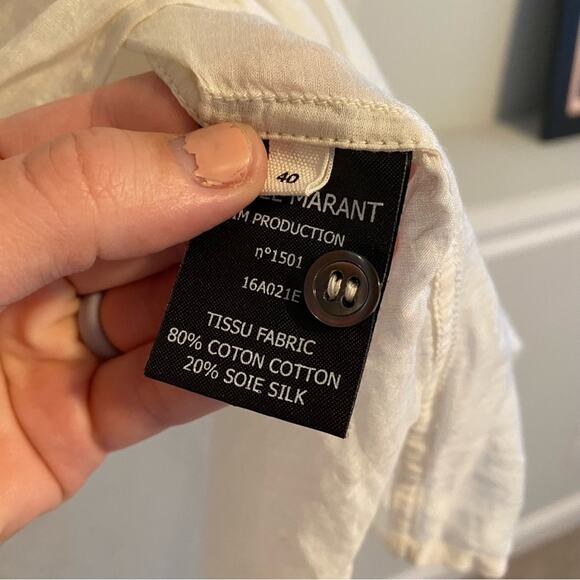 40
MARANT
PRODUCTION
n°1501
16A021E
TISSU FABRIC
80% COTON COTTON
20% SOIE SILK